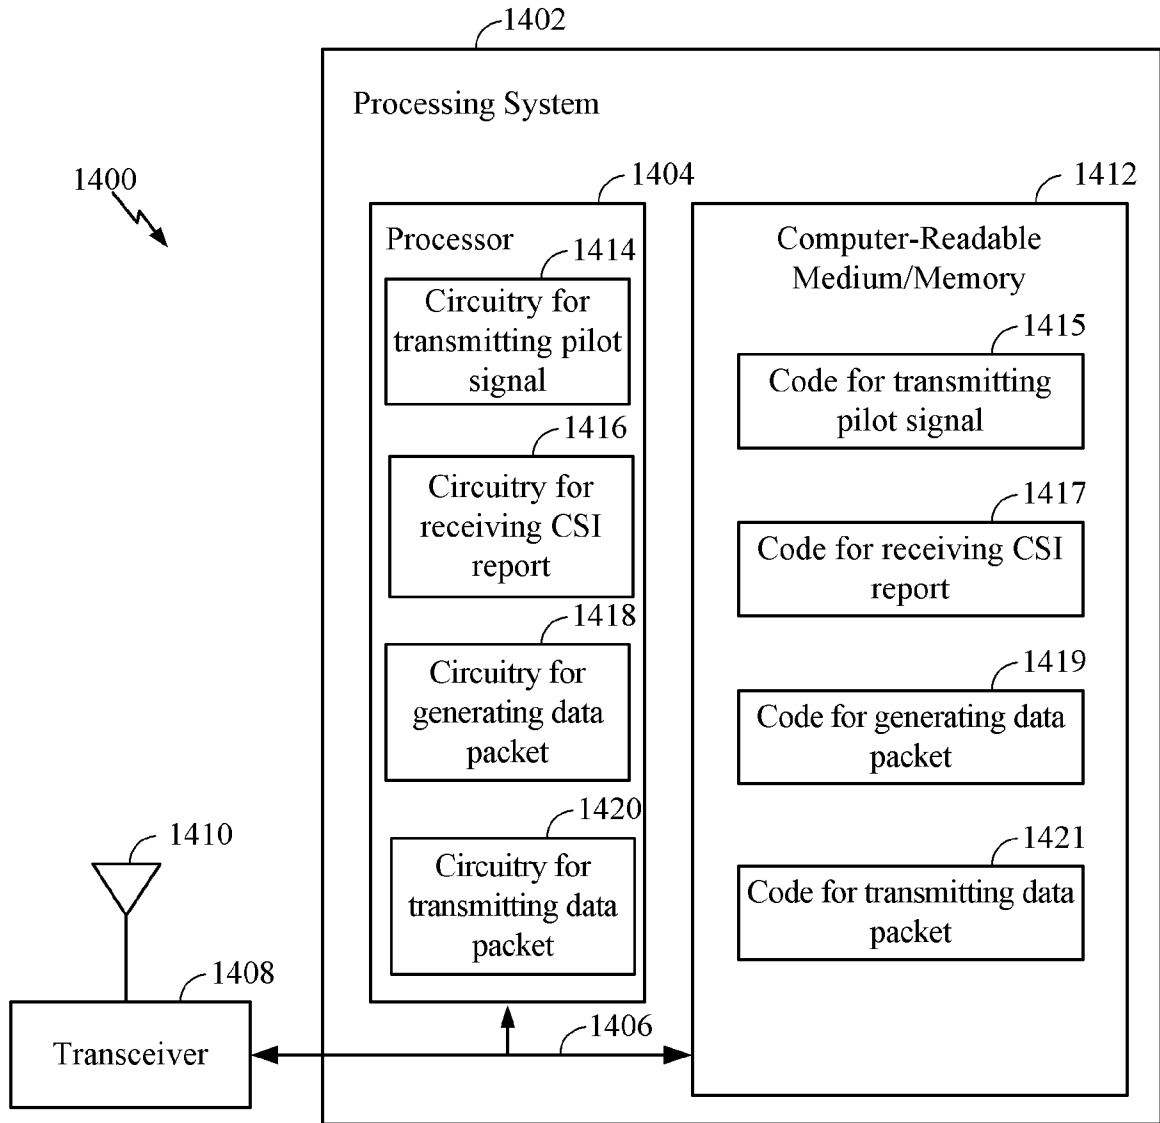 1402
Processing System
1400
1404
1412
Processor
Computer-Readable
Medium/Memory
1414
Circuitry for
transmitting pilot
signal
1415
Code for transmitting
pilot signal
1416
Circuitry for
receiving CSI
report
1417
Code for receiving CSI
report
1418
Circuitry for
generating data
packet
1419
Code for generating data
packet
1420
Circuitry for
transmitting data
packet
1421
Code for transmitting data
packet
1410
1408
Transceiver
1406